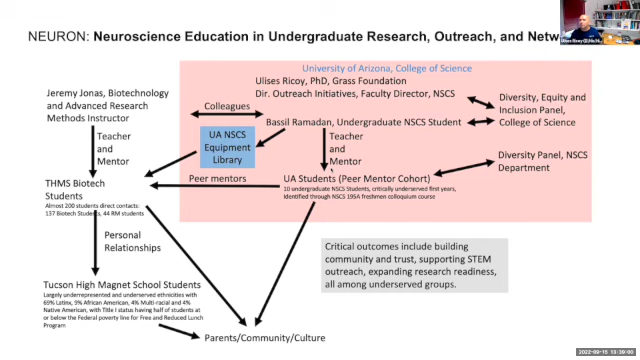 NEURON: Neuroscience Education in Undergraduate Research, Outreach, and Netw
University of Arizona, College of Science
Ulises Ricoy, PhD, Grass Foundation
Dir. Outreach Initiatives, Faculty Director, NSCS
Jeremy Jonas, Biotechnology
and Advanced Research
Methods Instructor
Colleagues
Bassil Ramadan, Undergraduate NSCS Student
Diversity, Equity and
Inclusion Panel,
College of Science
Teacher
and
Mentor
UA NSCS
Equipment
Library
Teacher
and
Mentor
Diversity Panel, NSCS
Department
THMS Biotech
Students
Almost 200 students direct contacts:
137 Biotech Students, 44 RM students
Peer mentors
UA Students (Peer Mentor Cohort)
10 undergraduate NSCS Students, critically underserved first years,
Identified through NSCS 195A freshmen colloquium course
Personal
Relationships
Critical outcomes include building
community and trust, supporting STEM
outreach, expanding research readiness,
all among underserved groups.
Tucson High Magnet School Students
Largely underrepresented and underserved ethnicities with
69% Latinx, 9% African American, 4% Multi-racial and 4%
Native American, with Title I status having half of students at
or below the Federal poverty line for Free and Reduced Lunch
Program
Parents/Community/Culture
2022-09-15 13:39:00